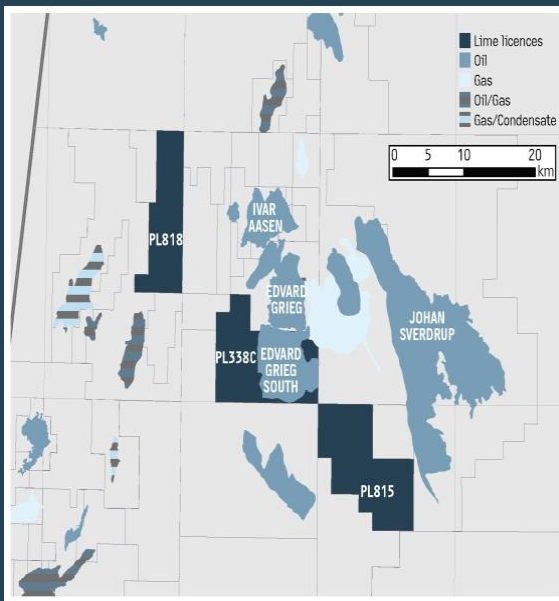 Lime licences
Oil
Gas
Oil/Gas
Gas/Condensate
0 5 10 20
km
IVAR
AASEN
PL818
EDVARD
GRIEG
JOHAN
SVERDRUP
PL338C
EDVARD
GRIEG
SOUTH
PL815